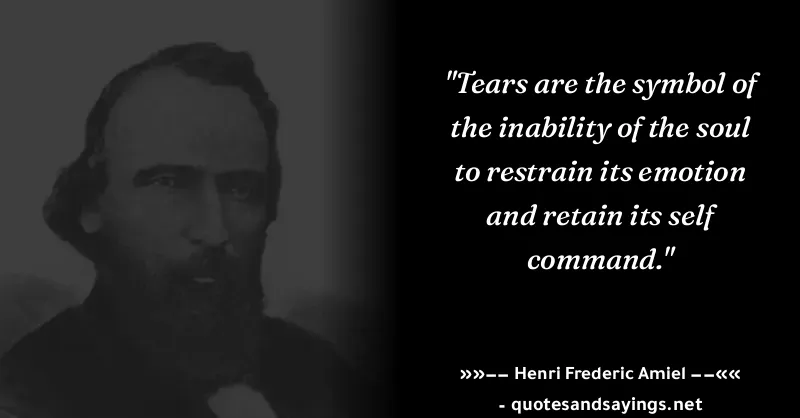 "Tears are the symbol of
the inability of the soul
to restrain its emotion
and retain its self
command."
»»–– Henri Frederic Amiel ––««
- quotesandsayings.net